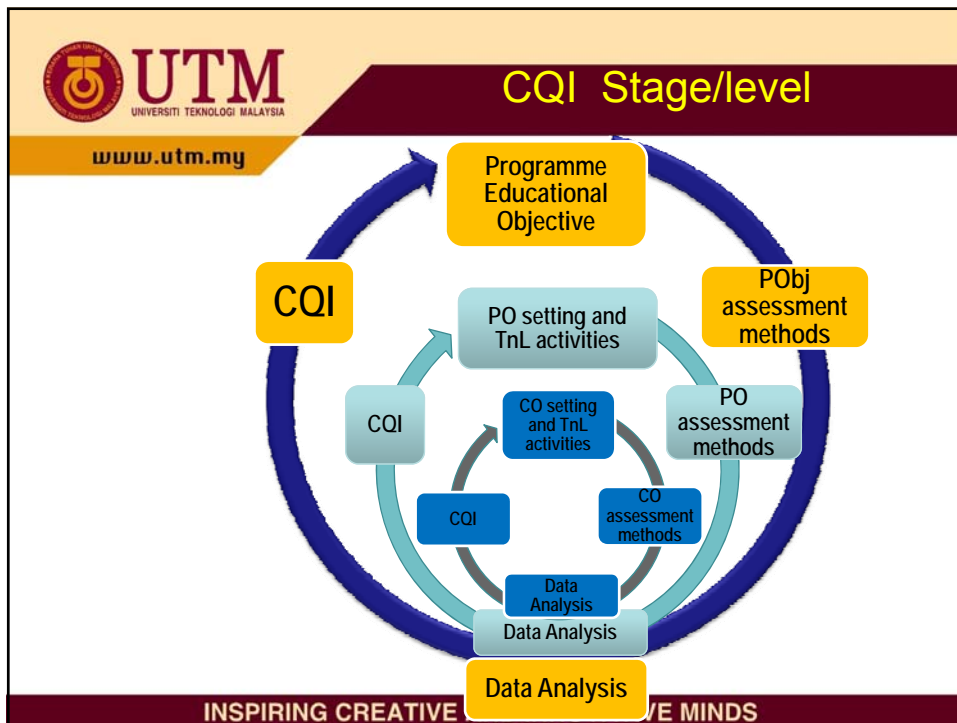 UTM
UNIVERSITI TEKNOLOGI MALAYSIA
CQI Stage/level
www.utm.my
Programme
Educational
Objective
CQI
PObj
assessment
methods
PO setting and
TnL activities
CQI
PO
assessment
methods
CO setting
and TnL
activities
CQI
CO
assessment
methods
Data
Analysis
Data Analysis
Data Analysis
INSPIRING CREATIVE VE MINDS